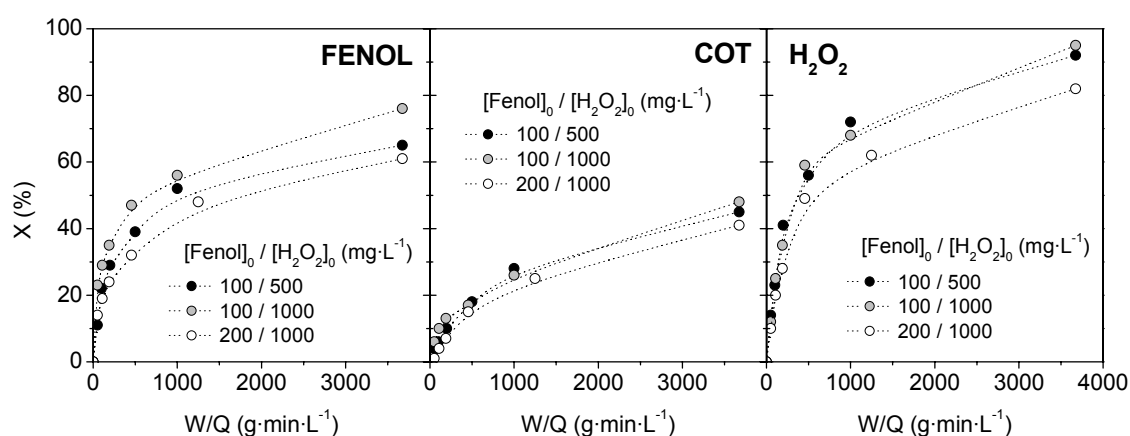 X (%)
100
80
60
40
20
0
FENOL
[Fenol]₀ / [H₂O₂]₀ (mg·L⁻¹)
100 / 500
100 / 1000
200 / 1000
0 1000 2000 3000
W/Q (g·min·L⁻¹)
COT
[Fenol]₀ / [H₂O₂]₀ (mg·L⁻¹)
100 / 500
100 / 1000
200 / 1000
0 1000 2000 3000
W/Q (g·min·L⁻¹)
H₂O₂
[Fenol]₀ / [H₂O₂]₀ (mg·L⁻¹)
100 / 500
100 / 1000
200 / 1000
0 1000 2000 3000 4000
W/Q (g·min·L⁻¹)